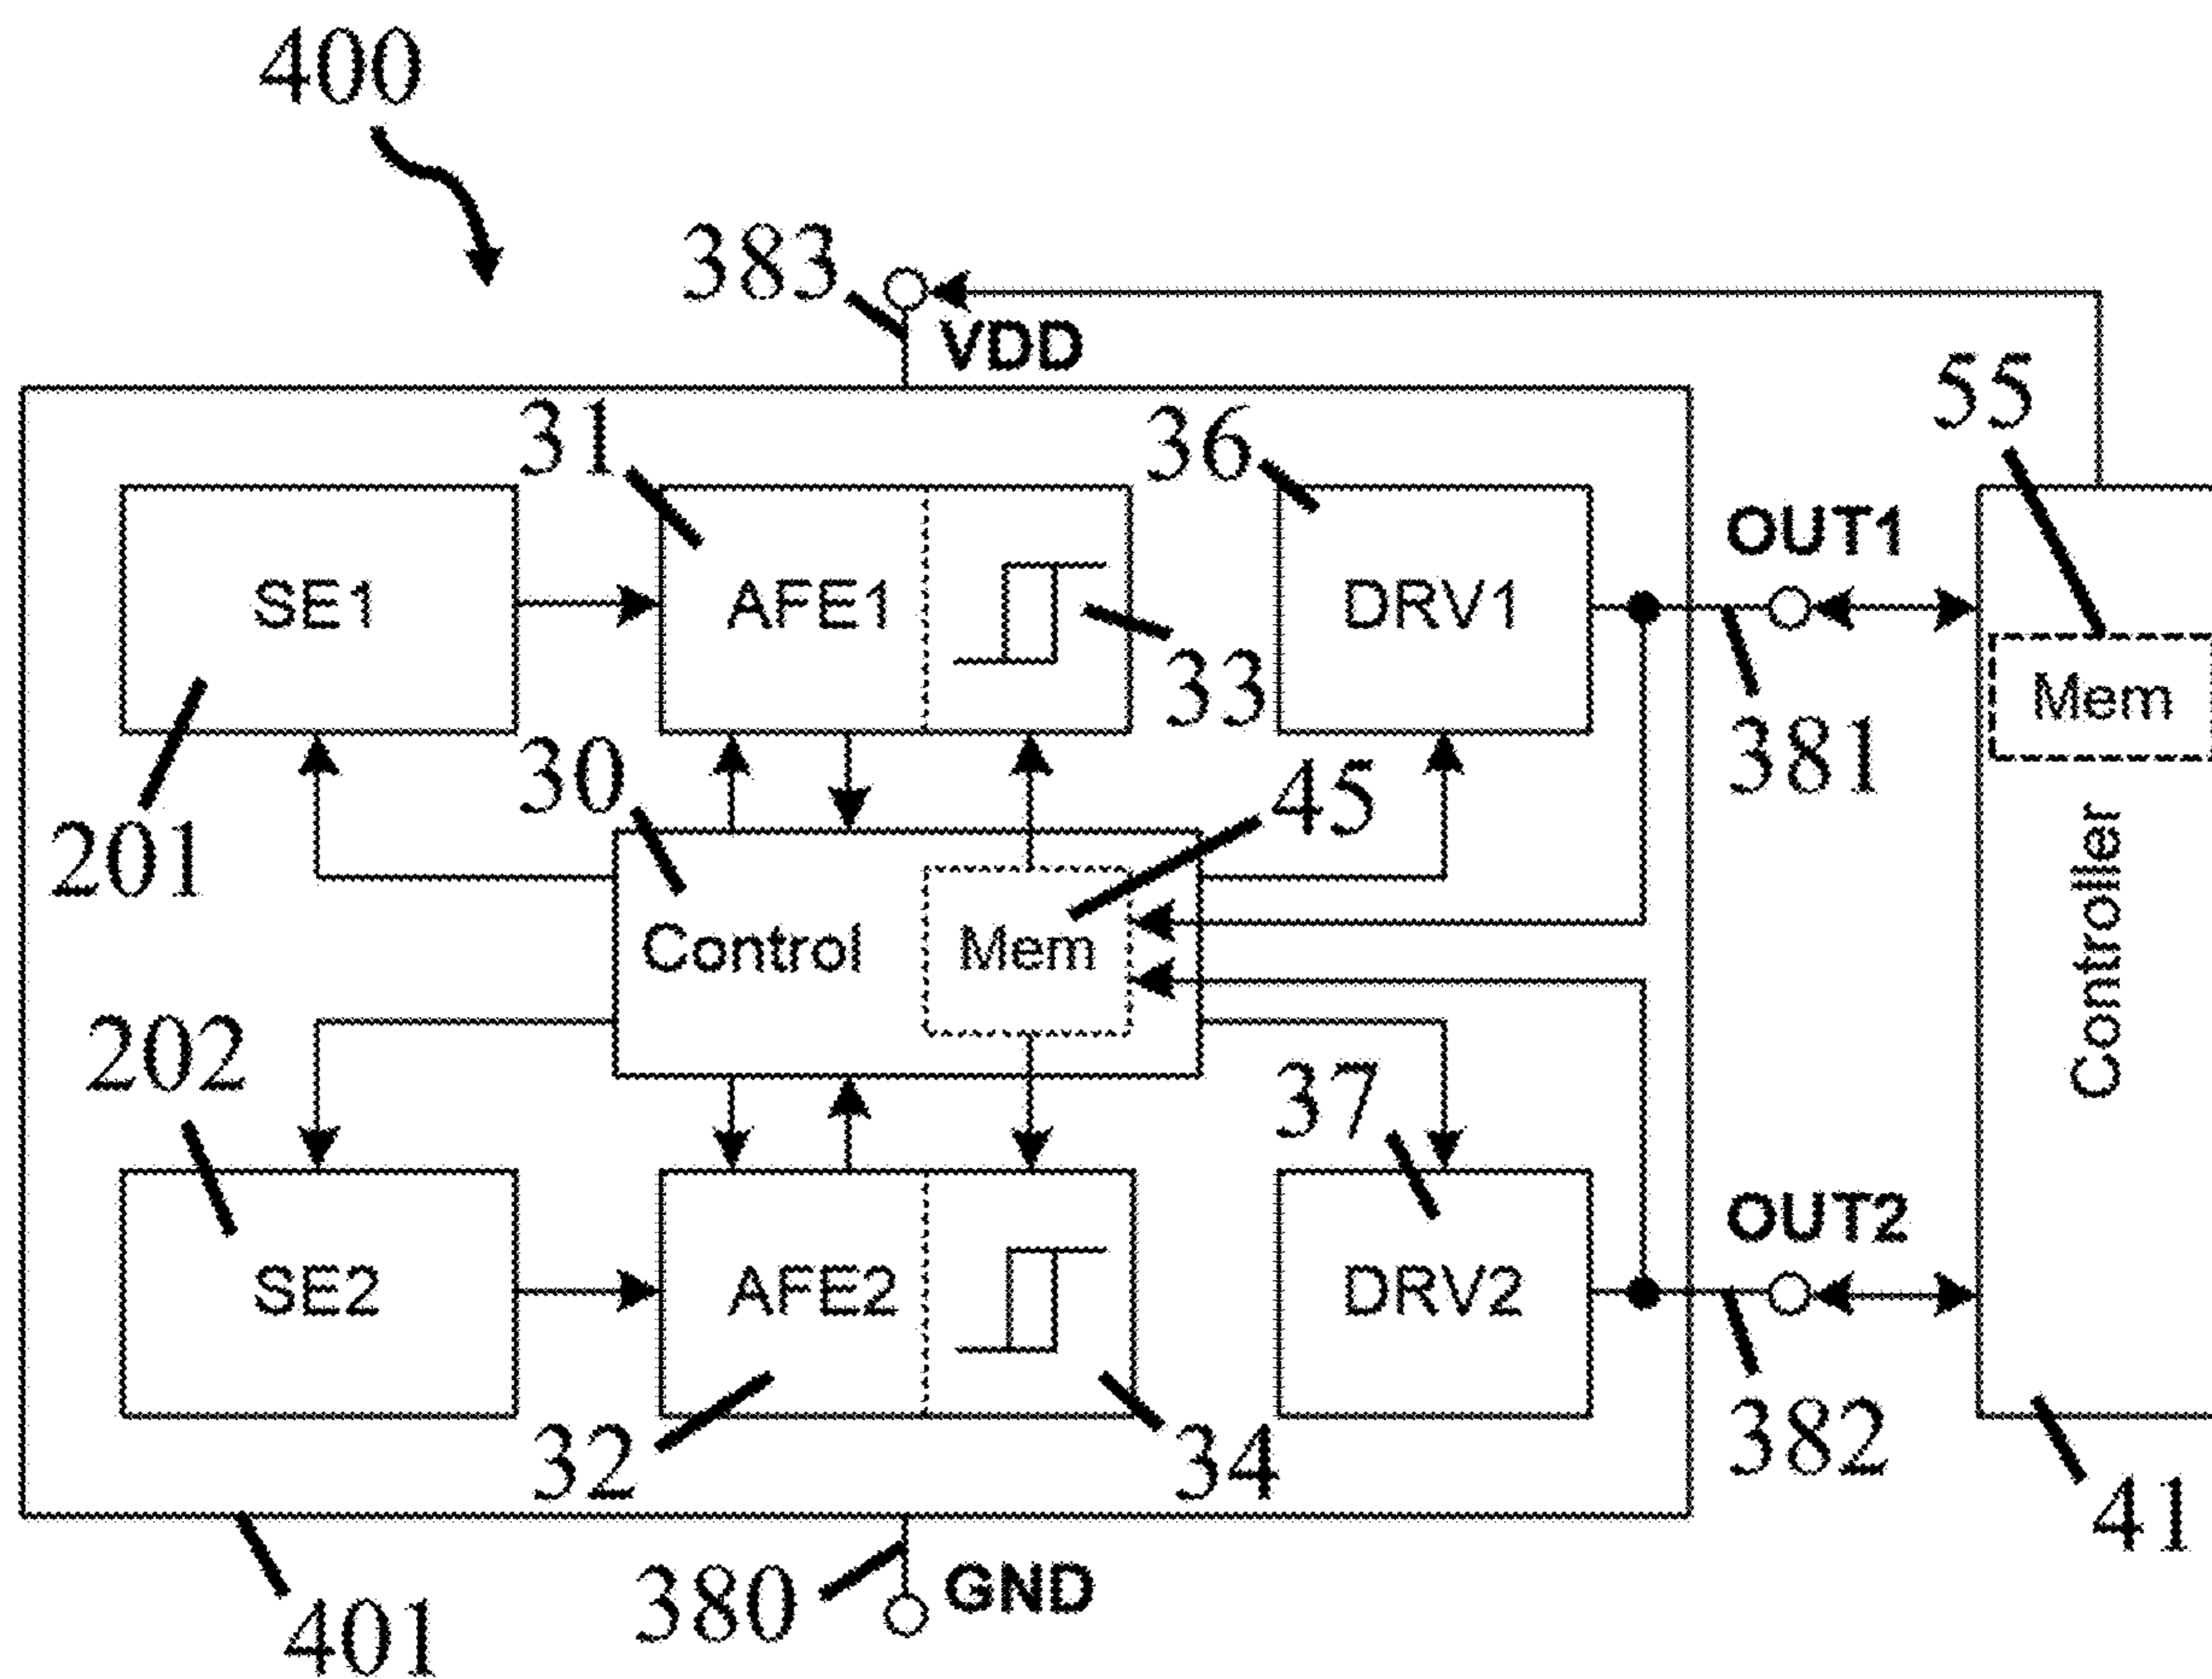 400
383
VDD
55
31
36
OUT1
SE1
AFE1
DRV1
33
Mem
381
30
45
201
Control
Mem
Controller
202
37
OUT2
SE2
AFE2
DRV2
32
34
382
41
380
GND
401